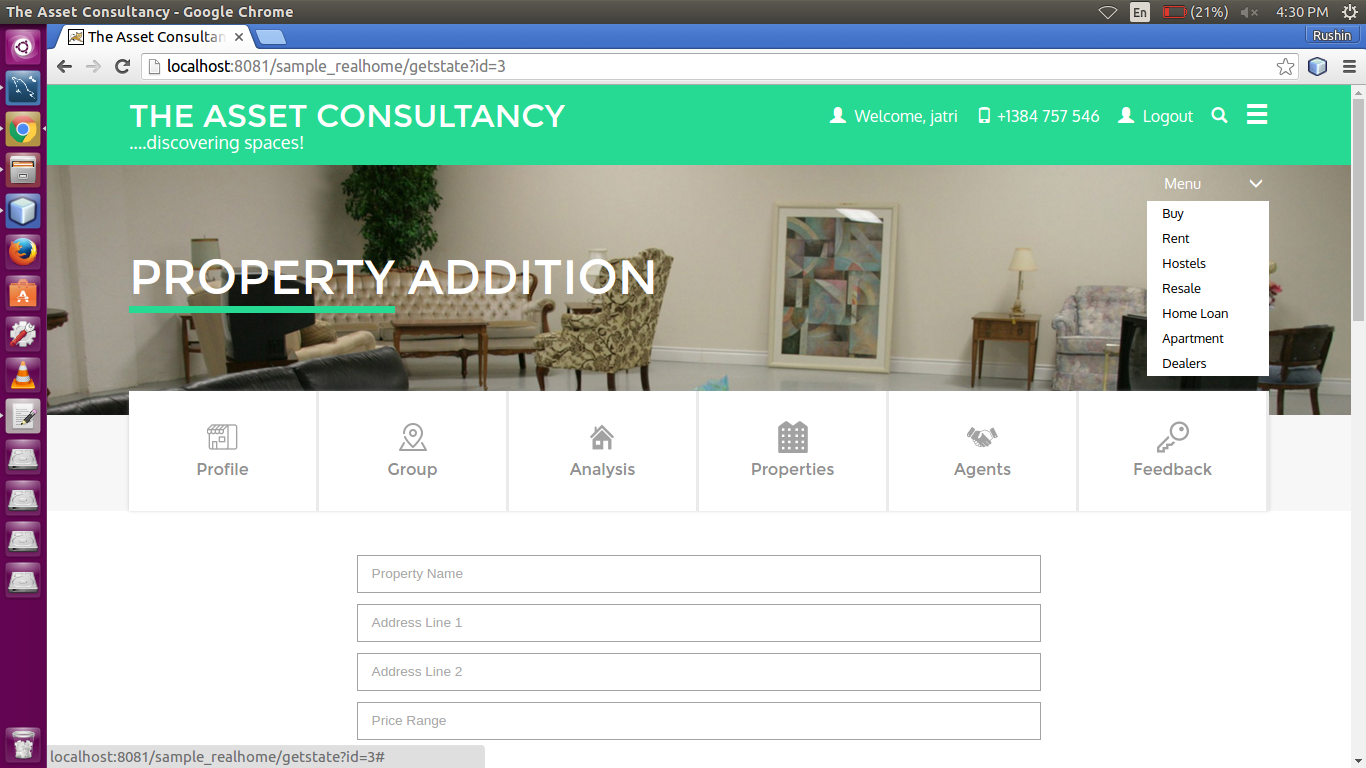 The Asset Consultancy - Google Chrome
En (21%) 4:30 PM
The Asset Consultan
Rushin
localhost:8081/sample_realhome/getstate?id=3
THE ASSET CONSULTANCY
....discovering spaces!
Welcome, jatri +1384 757 546 Logout
Menu
Buy
Rent
Hostels
Resale
Home Loan
Apartment
Dealers
PROPERTY ADDITION
Profile Group Analysis Properties Agents Feedback
Property Name
Address Line 1
Address Line 2
Price Range
localhost:8081/sample_realhome/getstate?id=3#